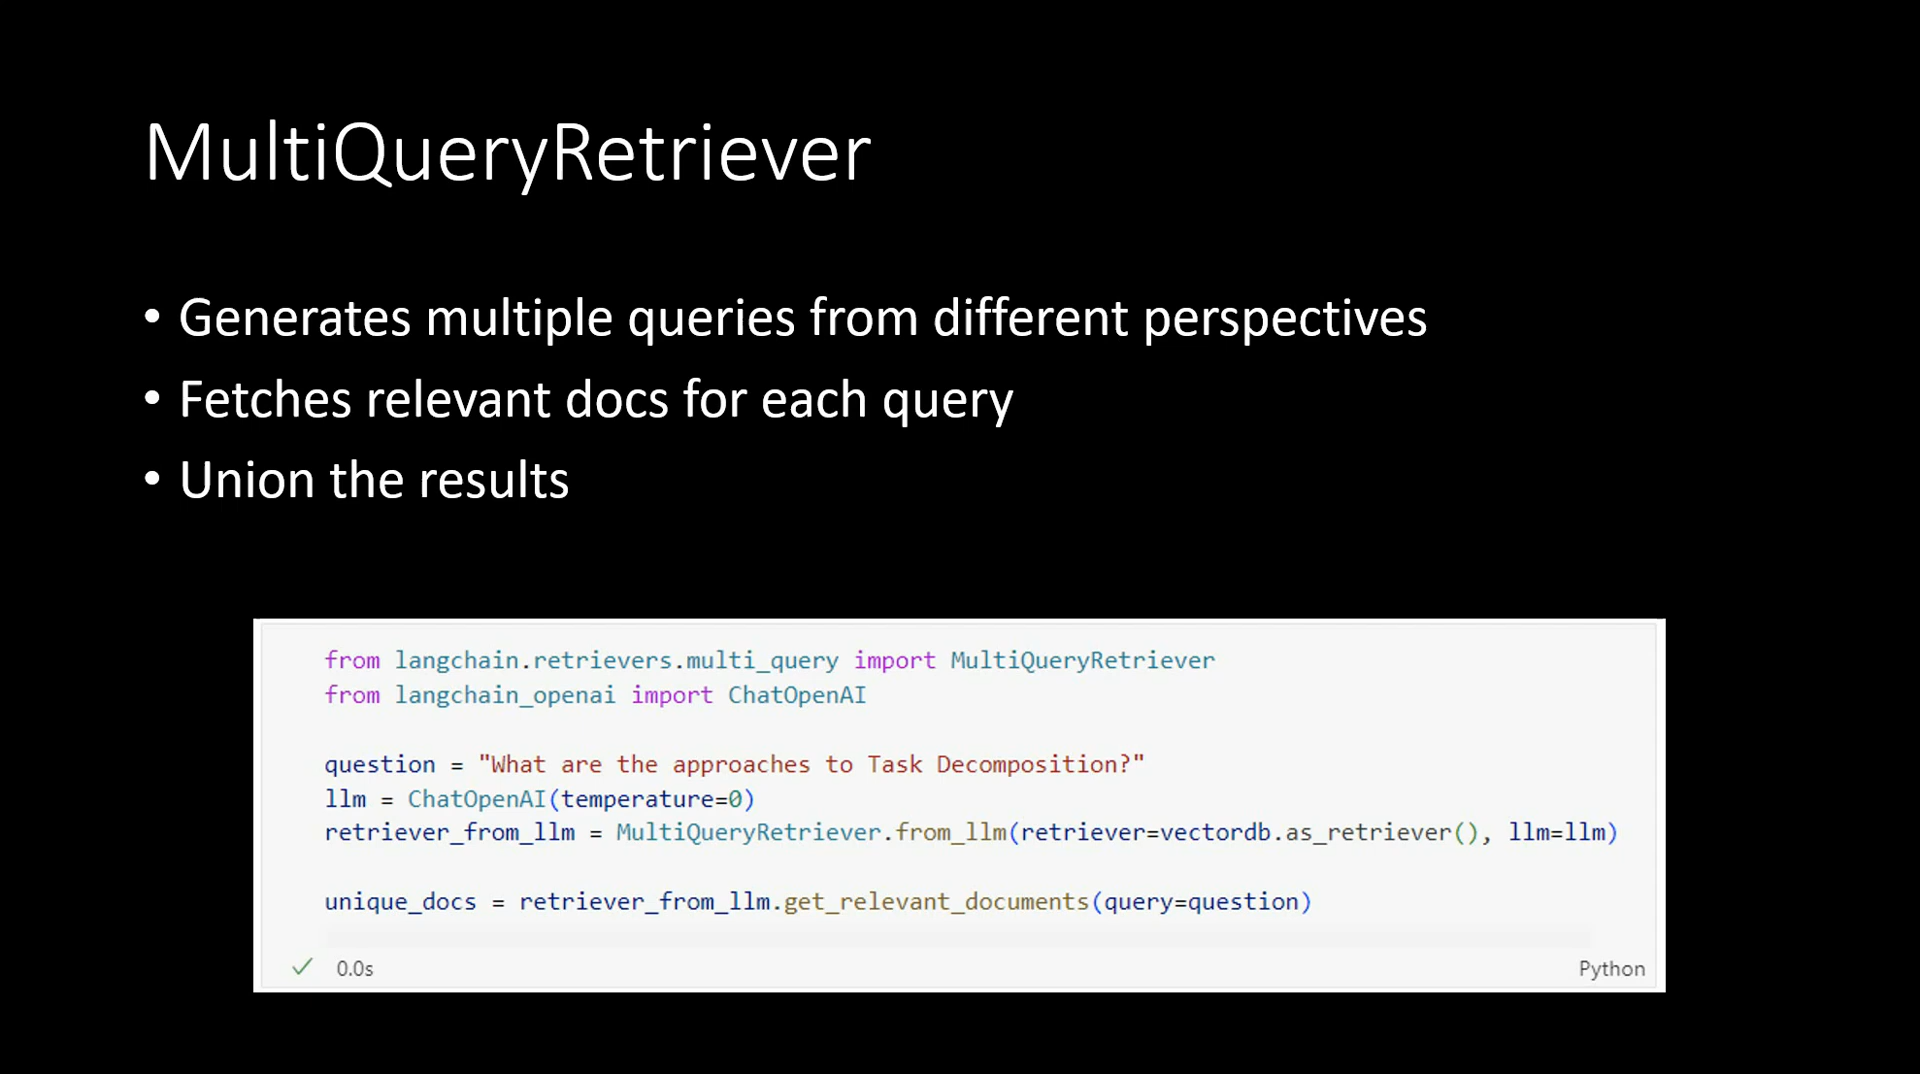 MultiQueryRetriever
• Generates multiple queries from different perspectives
• Fetches relevant docs for each query
• Union the results
from langchain.retrievers.multi_query import MultiQueryRetriever
from langchain_openai import ChatOpenAI
question = "What are the approaches to Task Decomposition?"
llm = ChatOpenAI(temperature=0)
retriever_from_llm = MultiQueryRetriever.from_llm(retriever=vectordb.as_retriever(), llm=llm)
unique_docs = retriever_from_llm.get_relevant_documents(query=question)
✓ 0.0s Python